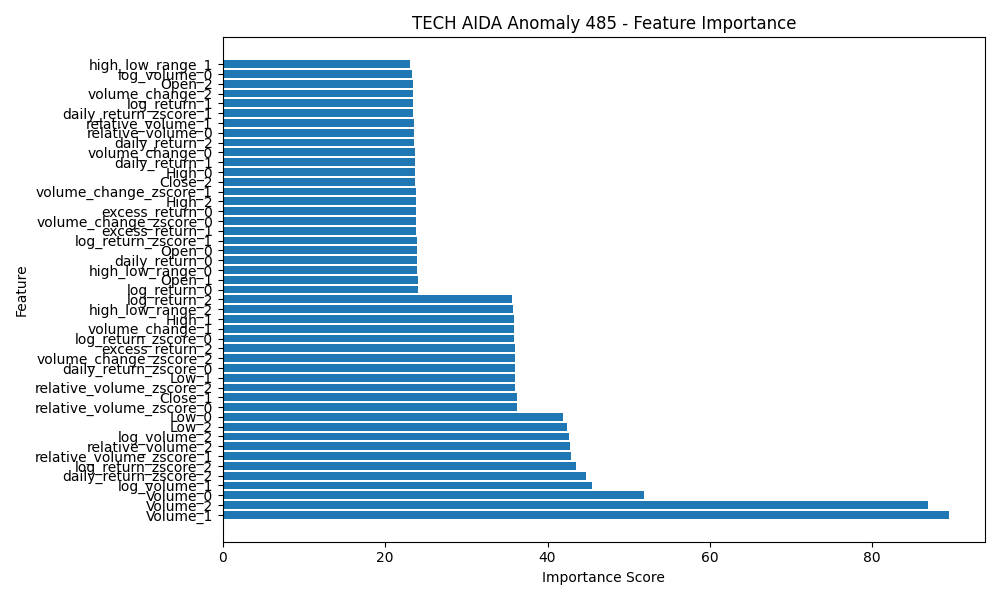 TECH AIDA Anomaly 485 - Feature Importance
high_low_range_1
log_volume_0
Open_2
volume_change_2
log_return_1
daily_return_zscore_1
relative_volume_1
relative_volume_0
daily_return_2
volume_change_0
daily_return_1
High_0
Close_2
volume_change_zscore_1
High_2
excess_return_0
volume_change_zscore_0
excess_return_1
log_return_zscore_1
Open_0
daily_return_0
high_low_range_0
Open_1
log_return_0
log_return_2
high_low_range_2
High_1
volume_change_1
log_return_zscore_0
excess_return_2
volume_change_zscore_2
daily_return_zscore_0
Low_1
relative_volume_zscore_2
Close_1
relative_volume_zscore_0
Low_0
Low_2
log_volume_2
relative_volume_2
relative_volume_zscore_1
log_return_zscore_2
daily_return_zscore_2
log_volume_1
Volume_0
Volume_2
Volume_1
Feature
0 20 40 60 80
Importance Score